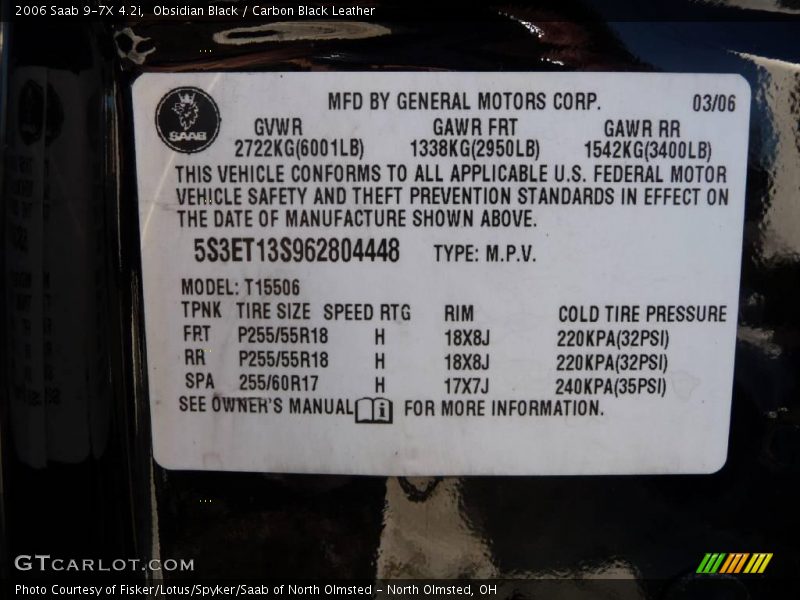 2006 Saab 9-7X 4.2i,  Obsidian Black / Carbon Black Leather
MFD BY GENERAL MOTORS CORP. 03/06
SAAB
GVWR GAWR FRT GAWR RR
2722KG(6001LB) 1338KG(2950LB) 1542KG(3400LB)
THIS VEHICLE CONFORMS TO ALL APPLICABLE U.S. FEDERAL MOTOR
VEHICLE SAFETY AND THEFT PREVENTION STANDARDS IN EFFECT ON
THE DATE OF MANUFACTURE SHOWN ABOVE.
5S3ET13S962804448 TYPE: M.P.V.
MODEL: T15506
TPNK TIRE SIZE SPEED RTG RIM COLD TIRE PRESSURE
FRT P255/55R18 H 18X8J 220KPA(32PSI)
RR P255/55R18 H 18X8J 220KPA(32PSI)
SPA 255/60R17 H 17X7J 240KPA(35PSI)
SEE OWNER'S MANUAL FOR MORE INFORMATION.
GTCARLOT.COM
Photo Courtesy of Fisker/Lotus/Spyker/Saab of North Olmsted - North Olmsted, OH